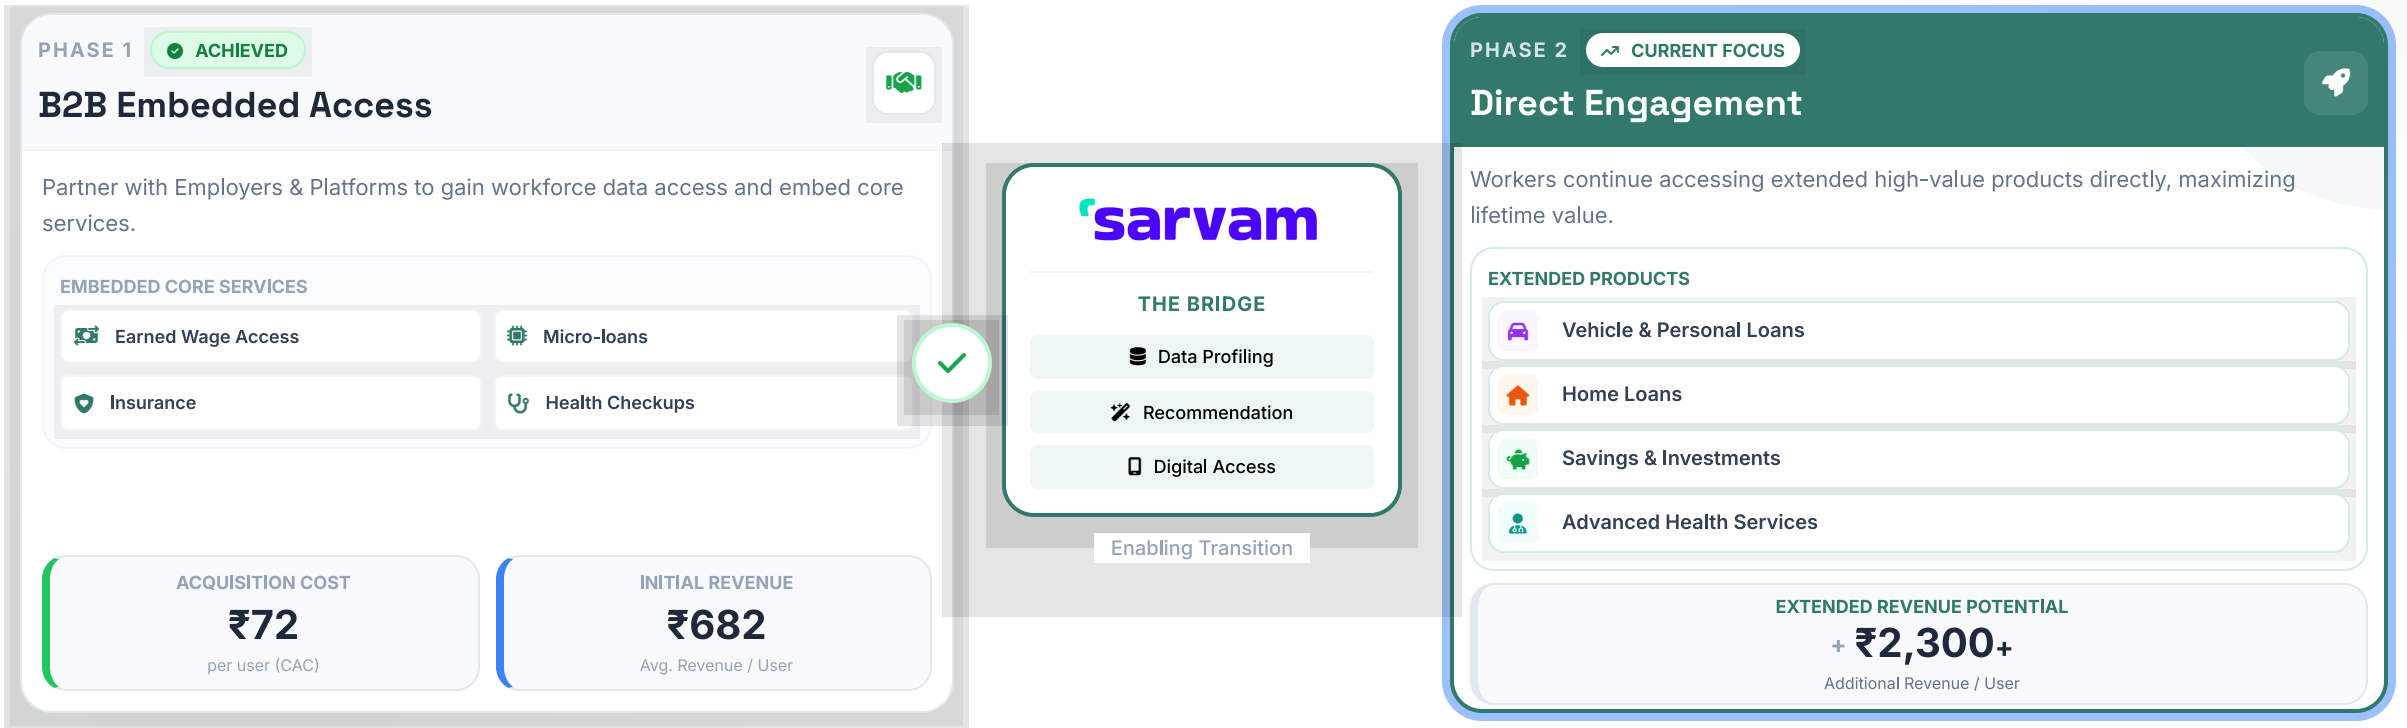 PHASE 1
ACHIEVED
B2B Embedded Access
Partner with Employers & Platforms to gain workforce data access and embed core
services.
EMBEDDED CORE SERVICES
Earned Wage Access
Micro-loans
Insurance
Health Checkups
ACQUISITION COST
₹72
per user (CAC)
INITIAL REVENUE
₹682
Avg. Revenue / User
sarvam
THE BRIDGE
Data Profiling
Recommendation
Digital Access
Enabling Transition
PHASE 2
CURRENT FOCUS
Direct Engagement
Workers continue accessing extended high-value products directly, maximizing
lifetime value.
EXTENDED PRODUCTS
Vehicle & Personal Loans
Home Loans
Savings & Investments
Advanced Health Services
EXTENDED REVENUE POTENTIAL
+ ₹2,300+
Additional Revenue / User